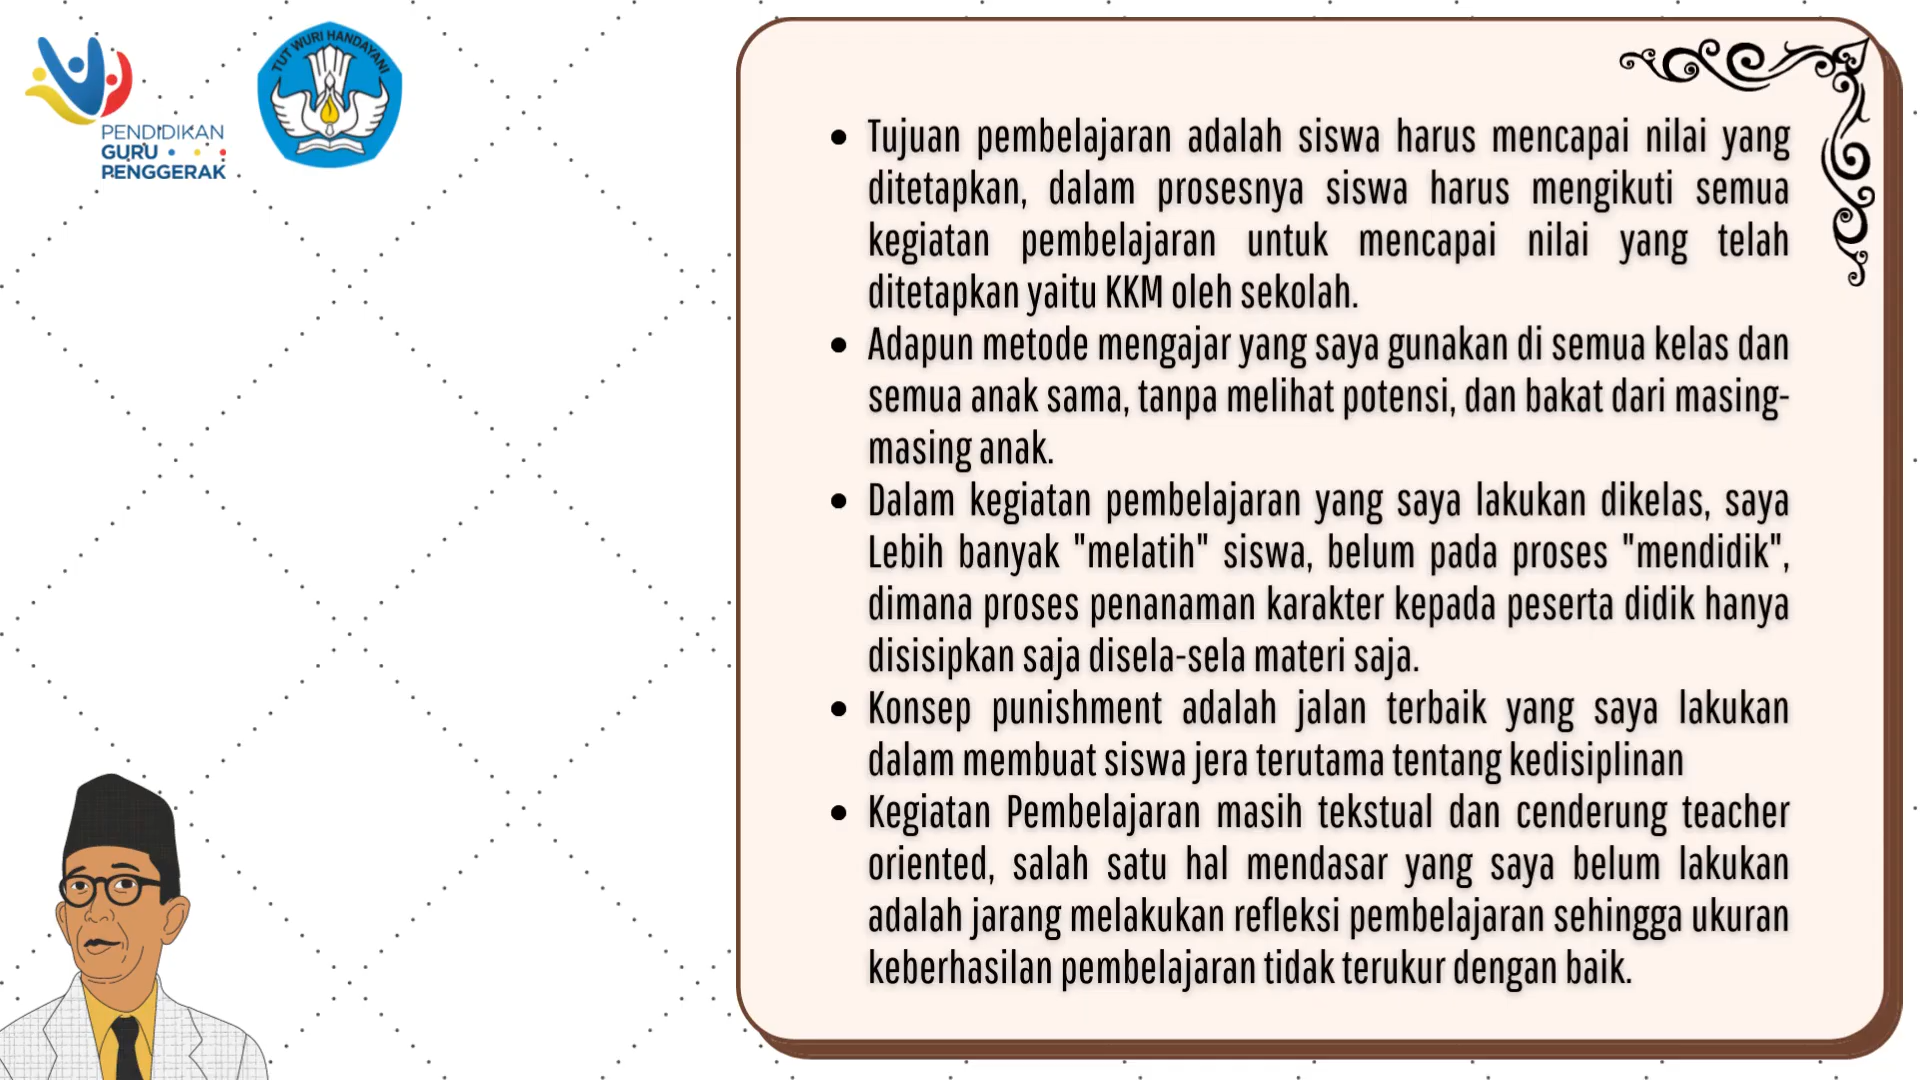 TUT WURI HANDAYANI
PENDIDIKAN
GURU
PENGGERAK
• Tujuan pembelajaran adalah siswa harus mencapai nilai yang
ditetapkan, dalam prosesnya siswa harus mengikuti semua
kegiatan pembelajaran untuk mencapai nilai yang telah
ditetapkan yaitu KKM oleh sekolah.
• Adapun metode mengajar yang saya gunakan di semua kelas dan
semua anak sama, tanpa melihat potensi, dan bakat dari masing-
masing anak.
• Dalam kegiatan pembelajaran yang saya lakukan dikelas, saya
Lebih banyak "melatih" siswa, belum pada proses "mendidik",
dimana proses penanaman karakter kepada peserta didik hanya
disisipkan saja disela-sela materi saja.
• Konsep punishment adalah jalan terbaik yang saya lakukan
dalam membuat siswa jera terutama tentang kedisiplinan
• Kegiatan Pembelajaran masih tekstual dan cenderung teacher
oriented, salah satu hal mendasar yang saya belum lakukan
adalah jarang melakukan refleksi pembelajaran sehingga ukuran
keberhasilan pembelajaran tidak terukur dengan baik.